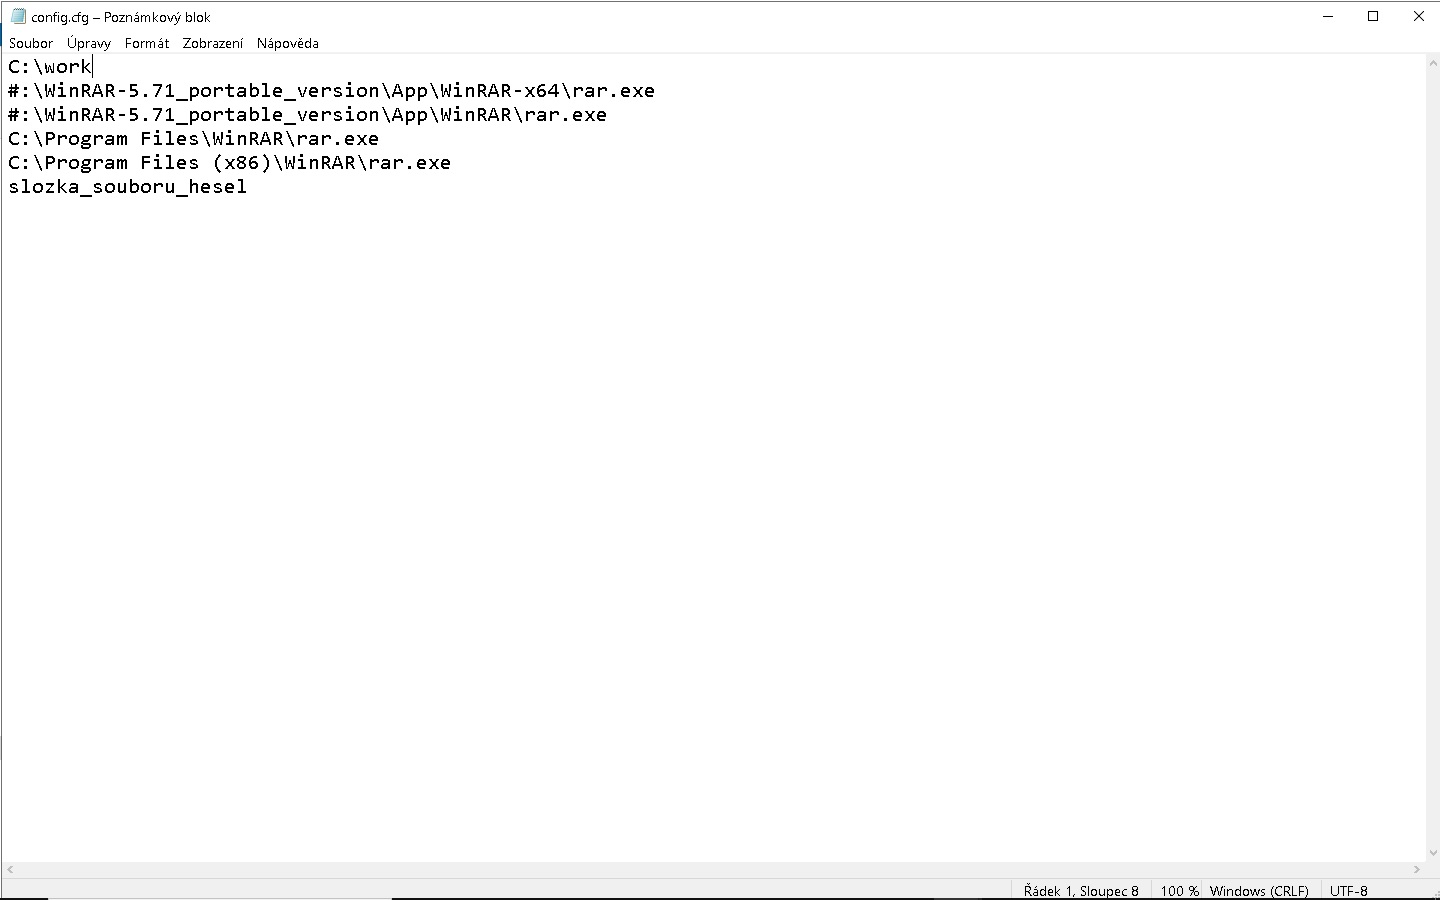 config.cfg – Poznámkový blok
Soubor Úpravy Formát Zobrazení Nápověda
C:\work
#:\WinRAR-5.71_portable_version\App\WinRAR-x64\rar.exe
#:\WinRAR-5.71_portable_version\App\WinRAR\rar.exe
C:\Program Files\WinRAR\rar.exe
C:\Program Files (x86)\WinRAR\rar.exe
slozka_souboru_hesel
Řádek 1, Sloupec 8 100 % Windows (CRLF) UTF-8